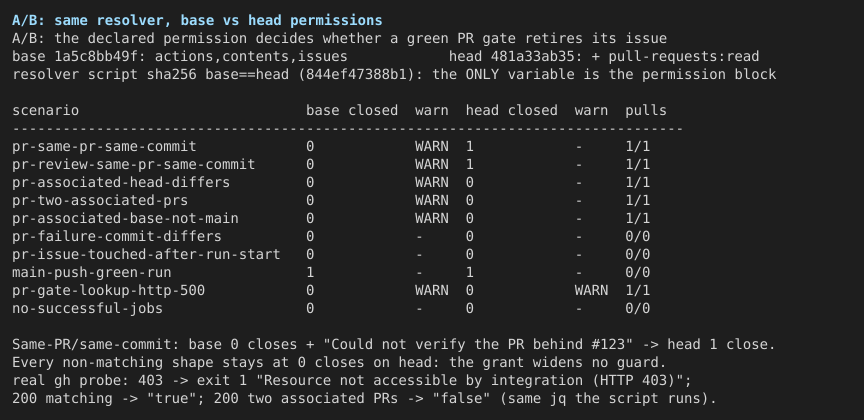 A/B: same resolver, base vs head permissions
A/B: the declared permission decides whether a green PR gate retires its issue
base 1a5c8bb49f: actions,contents,issues            head 481a33ab35: + pull-requests:read
resolver script sha256 base==head (844ef47388b1): the ONLY variable is the permission block
scenario                           base closed  warn  head closed  warn  pulls
----------------------------------------------------------------------------------
pr-same-pr-same-commit             0            WARN  1            -     1/1
pr-review-same-pr-same-commit      0            WARN  1            -     1/1
pr-associated-head-differs         0            WARN  0            -     1/1
pr-two-associated-prs              0            WARN  0            -     1/1
pr-associated-base-not-main        0            WARN  0            -     1/1
pr-failure-commit-differs          0            -     0            -     0/0
pr-issue-touched-after-run-start   0            -     0            -     0/0
main-push-green-run                1            -     1            -     0/0
pr-gate-lookup-http-500            0            WARN  0            WARN  1/1
no-successful-jobs                 0            -     0            -     0/0
Same-PR/same-commit: base 0 closes + "Could not verify the PR behind #123" -> head 1 close.
Every non-matching shape stays at 0 closes on head: the grant widens no guard.
real gh probe: 403 -> exit 1 "Resource not accessible by integration (HTTP 403)";
200 matching -> "true"; 200 two associated PRs -> "false" (same jq the script runs).